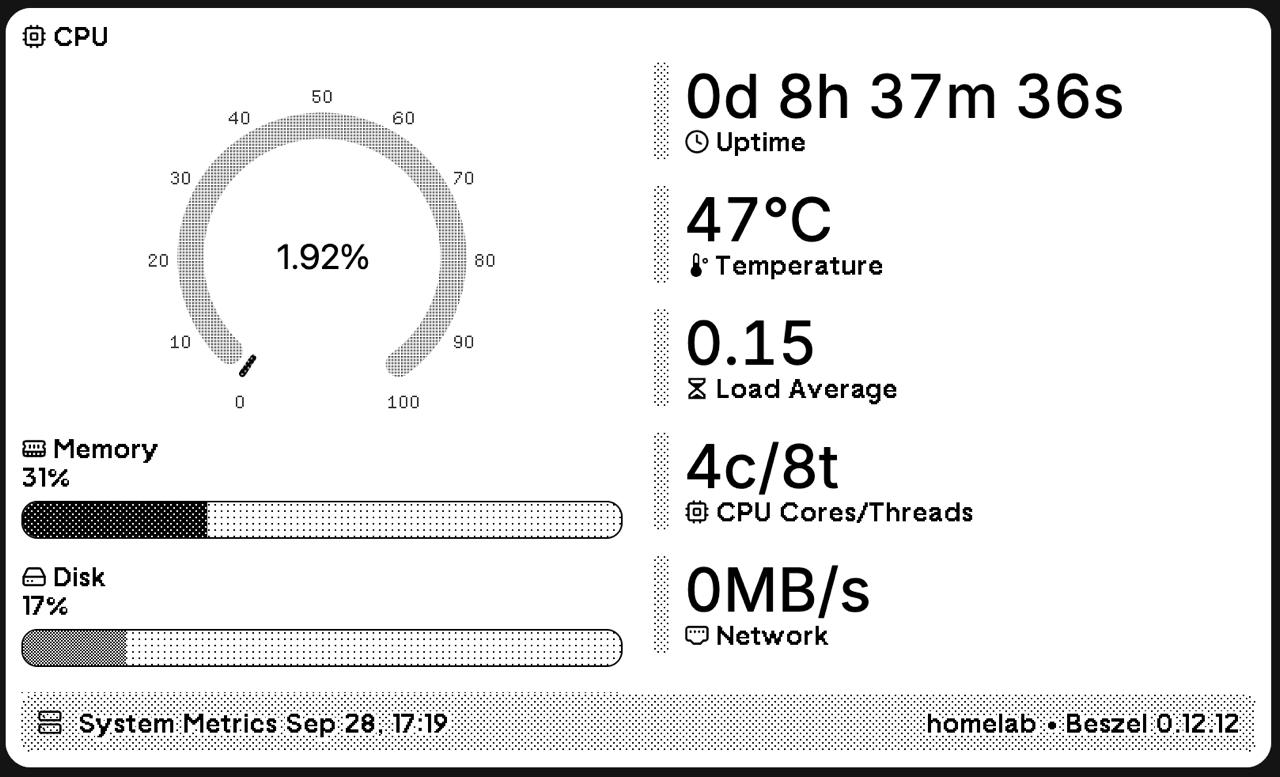 CPU
50
40
60
30
70
1.92%
20
80
10
90
0
100
Memory
31%
Disk
17%
0d 8h 37m 36s
Uptime
47°C
Temperature
0.15
Load Average
4c/8t
CPU Cores/Threads
0MB/s
Network
System Metrics Sep 28, 17:19
homelab • Beszel 0.12.12